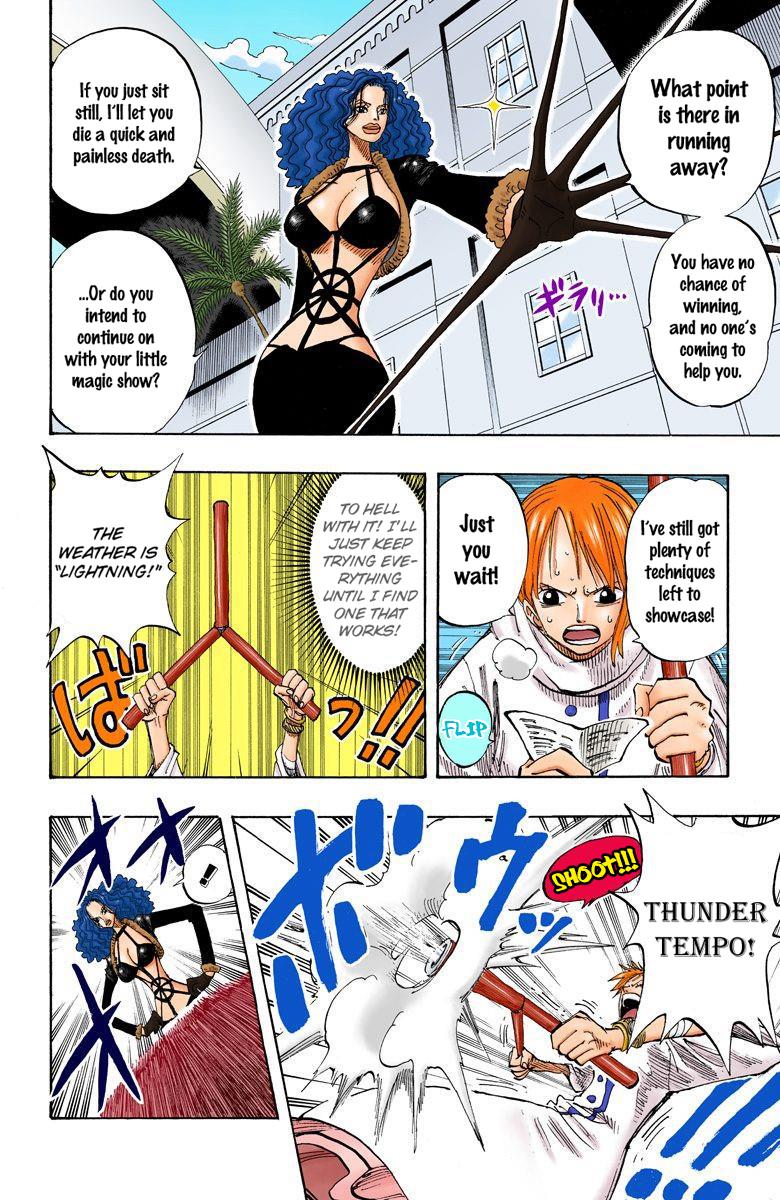 What point
is there in
running
away?
You have no
chance of
winning,
and no one's
coming to
help you.
If you just sit
still, I'll let you
die a quick and
painless death.
...Or do you
intend to
continue on
with your little
magic show?
ギラリ…
I've still got
plenty of
techniques
left to
showcase!
Just
you
wait!
FLIP
TO HELL
WITH IT! I'LL
JUST KEEP
TRYING EVE-
RYTHING
UNTIL I FIND
ONE THAT
WORKS!
THE
WEATHER IS
"LIGHTNING!"
ばっ!!
THUNDER
TEMPO!
SHOOT!!!
ボウッ
!!
!